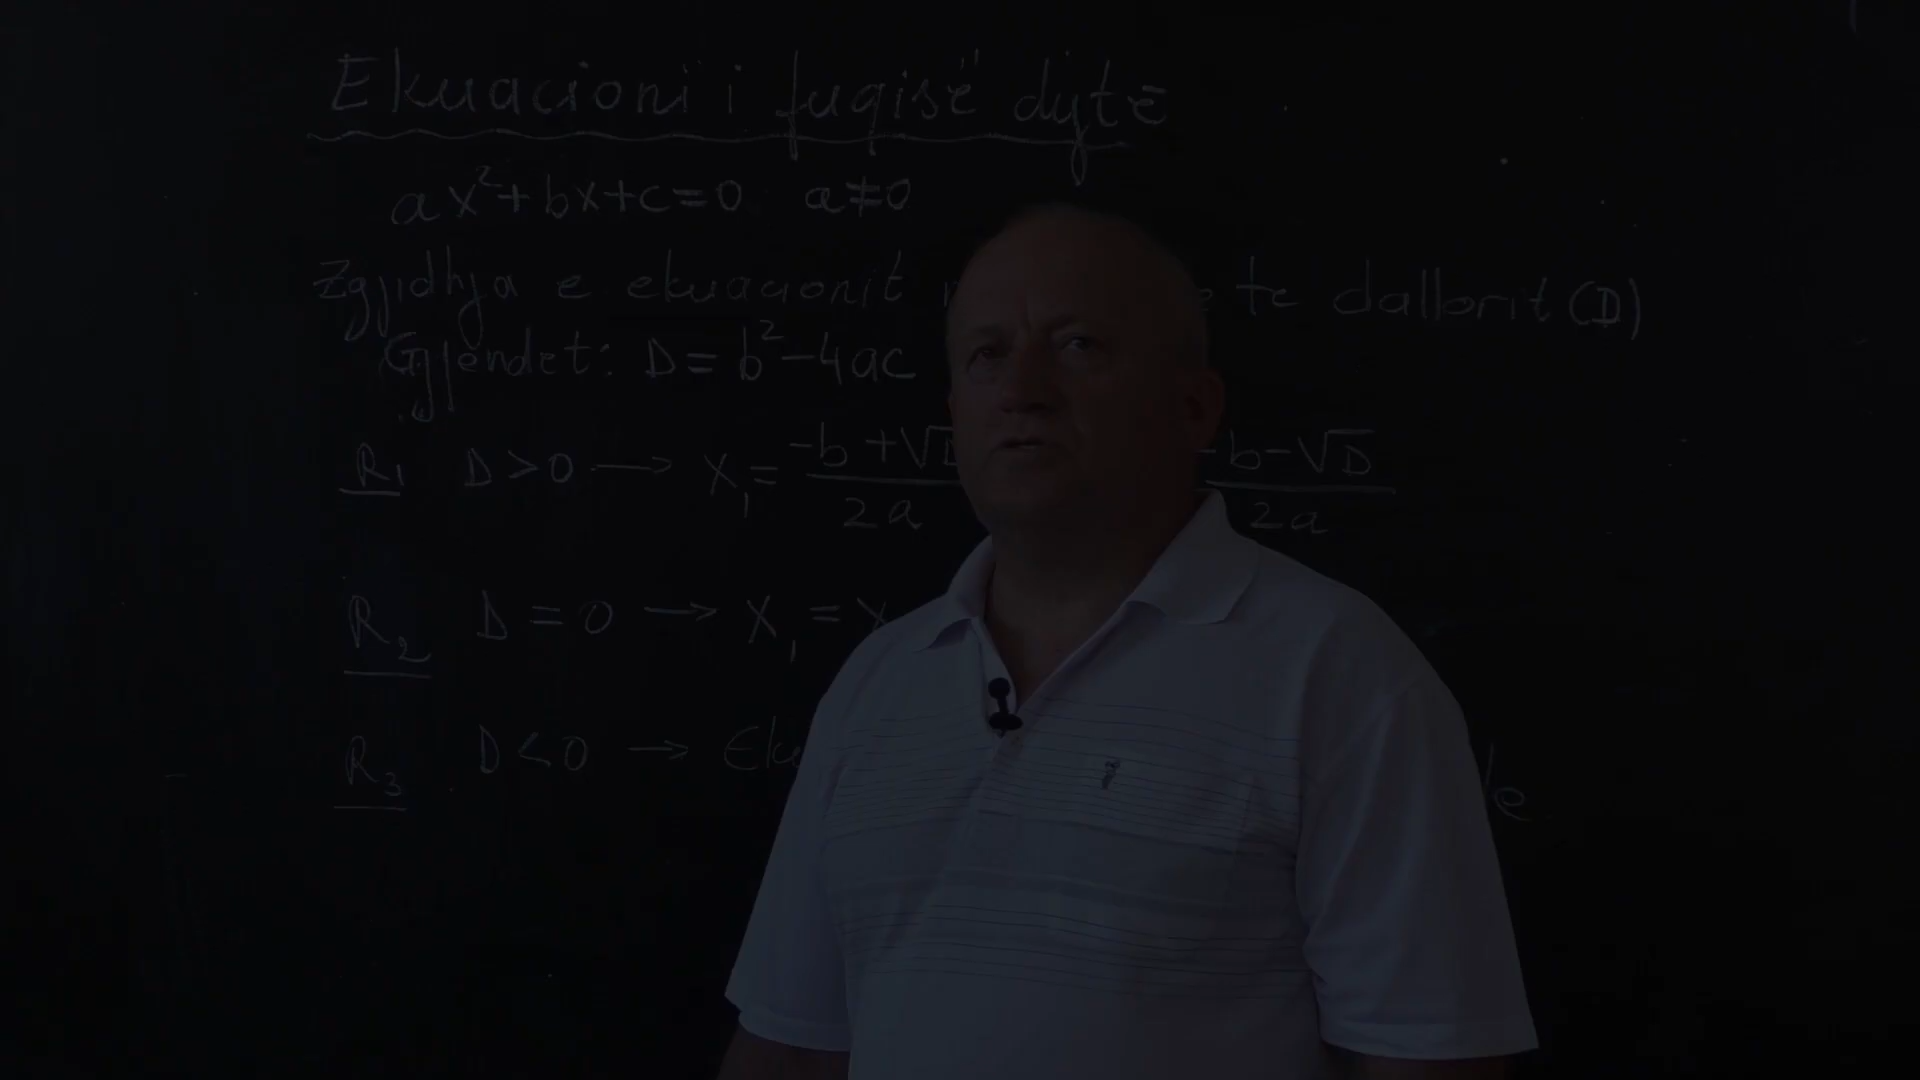 Ekuacioni i fuqisë dytë
ax²+bx+c=0 a≠0
Zgjidhja e ekuacionit të dallorit (D)
Gjendet: D = b²-4ac
R₁ D>0 → x₁ = (-b+√D)/2a (-b-√D)/2a
R₂ D = 0 → x₁ =
R₃ D<0 →